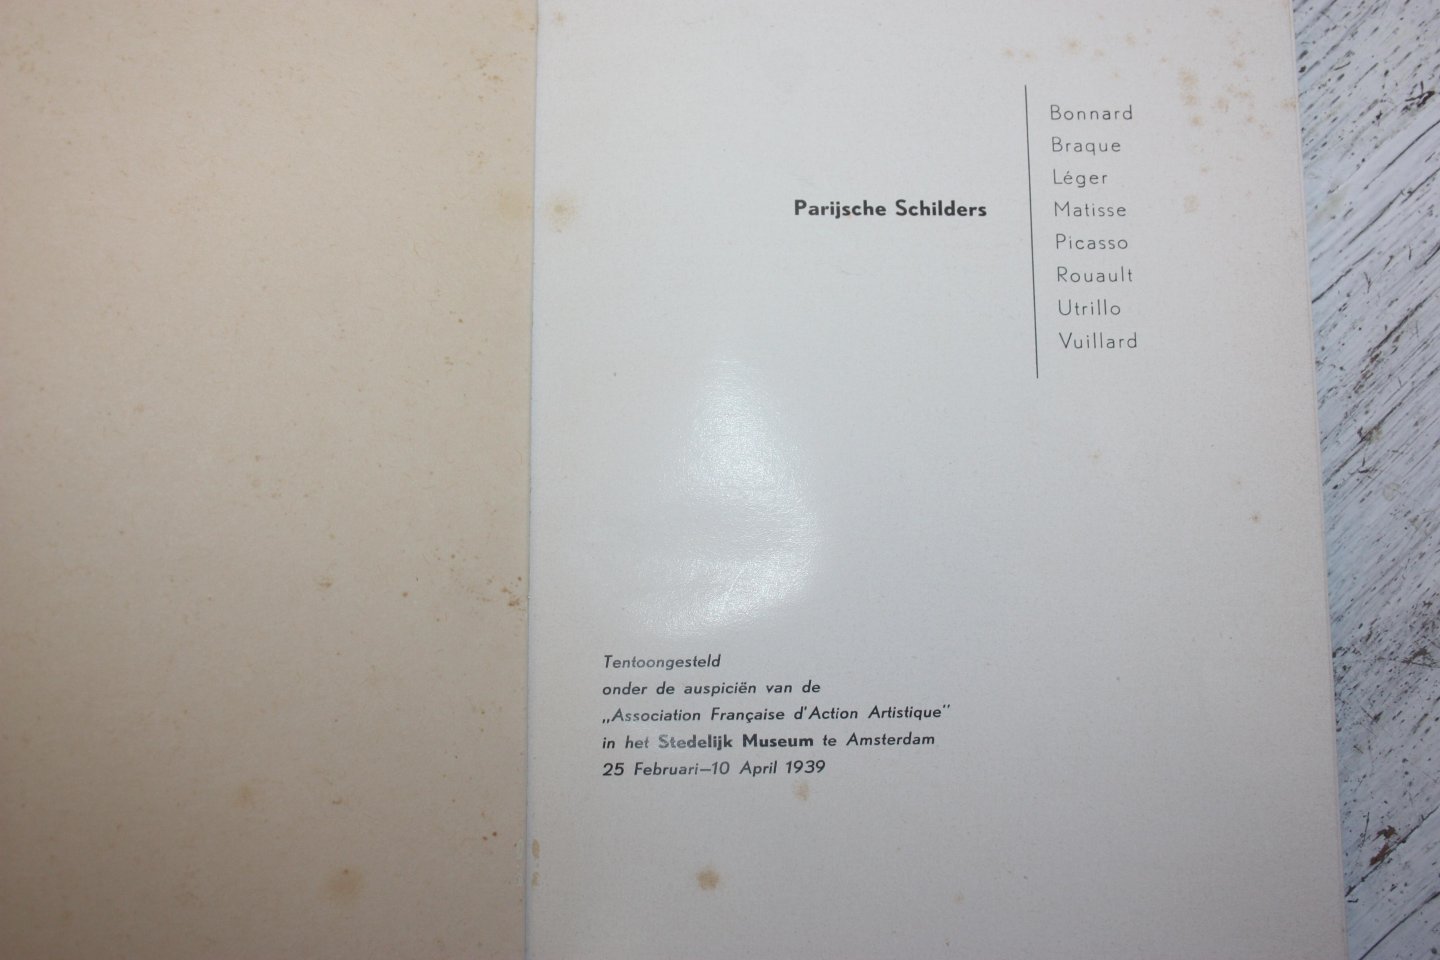 Parijsche Schilders
Bonnard
Braque
Léger
Matisse
Picasso
Rouault
Utrillo
Vuillard
Tentoongesteld
onder de auspiciën van de
„Association Française d'Action Artistique"
in het Stedelijk Museum te Amsterdam
25 Februari—10 April 1939